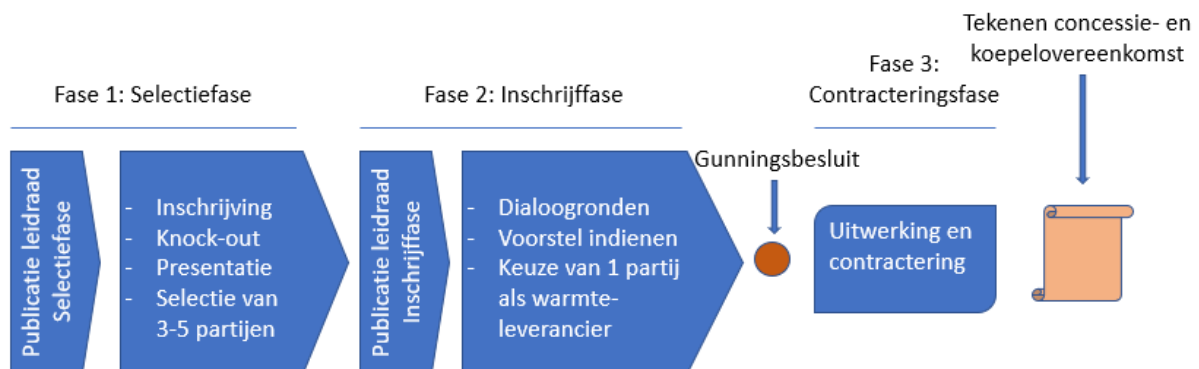 Fase 1: Selectiefase
Publicatie leidraad
Selectiefase
- Inschrijving
- Knock-out
- Presentatie
- Selectie van
3-5 partijen
Fase 2: Inschrijffase
Publicatie leidraad
Inschrijffase
- Dialoogronden
- Voorstel indienen
- Keuze van 1 partij
als warmte-
leverancier
Gunningsbesluit
Fase 3:
Contracteringsfase
Uitwerking en
contractering
Tekenen concessie- en
koepelovereenkomst